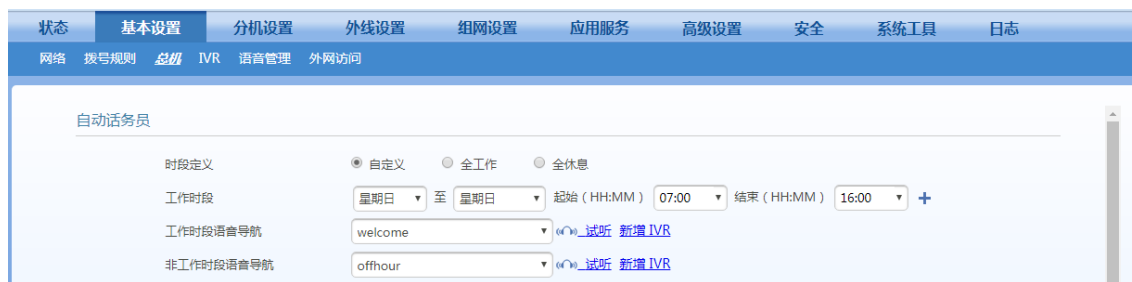 状态 基本设置 分机设置 外线设置 组网设置 应用服务 高级设置 安全 系统工具 日志
网络 拨号规则 总机 IVR 语音管理 外网访问
自动话务员
时段定义 自定义 全工作 全休息
工作时段 星期日 至 星期日 起始（HH:MM） 07:00 结束（HH:MM） 16:00
工作时段语音导航 welcome 试听 新增 IVR
非工作时段语音导航 offhour 试听 新增 IVR